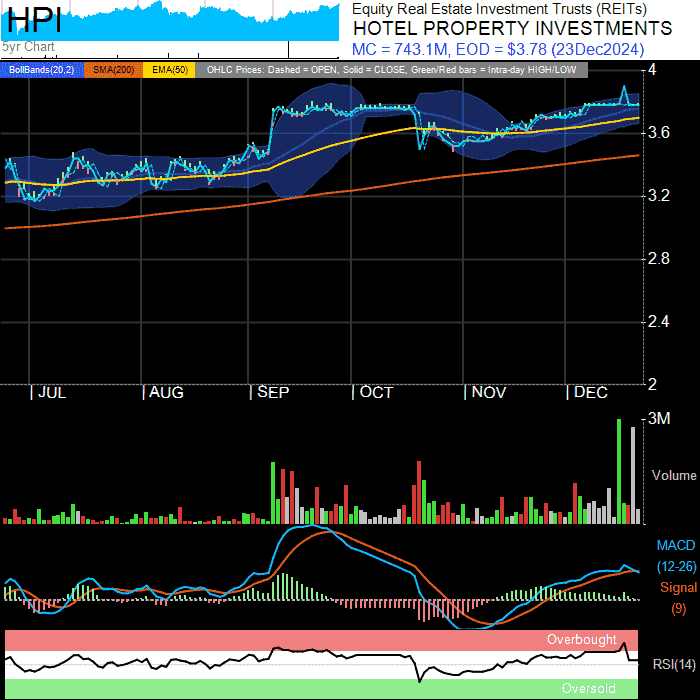 HPI
5yr Chart
Equity Real Estate Investment Trusts (REITs)
HOTEL PROPERTY INVESTMENTS
MC = 743.1M, EOD = $3.78 (23Dec2024)
BollBands(20,2) SMA(200) EMA(50) OHLC Prices: Dashed = OPEN, Solid = CLOSE, Green/Red bars = Intra-day HIGH/LOW
4
3.6
3.2
2.8
2.4
2
JUL AUG SEP OCT NOV DEC
3M
Volume
MACD
(12-26)
Signal
(9)
Overbought
RSI(14)
Oversold